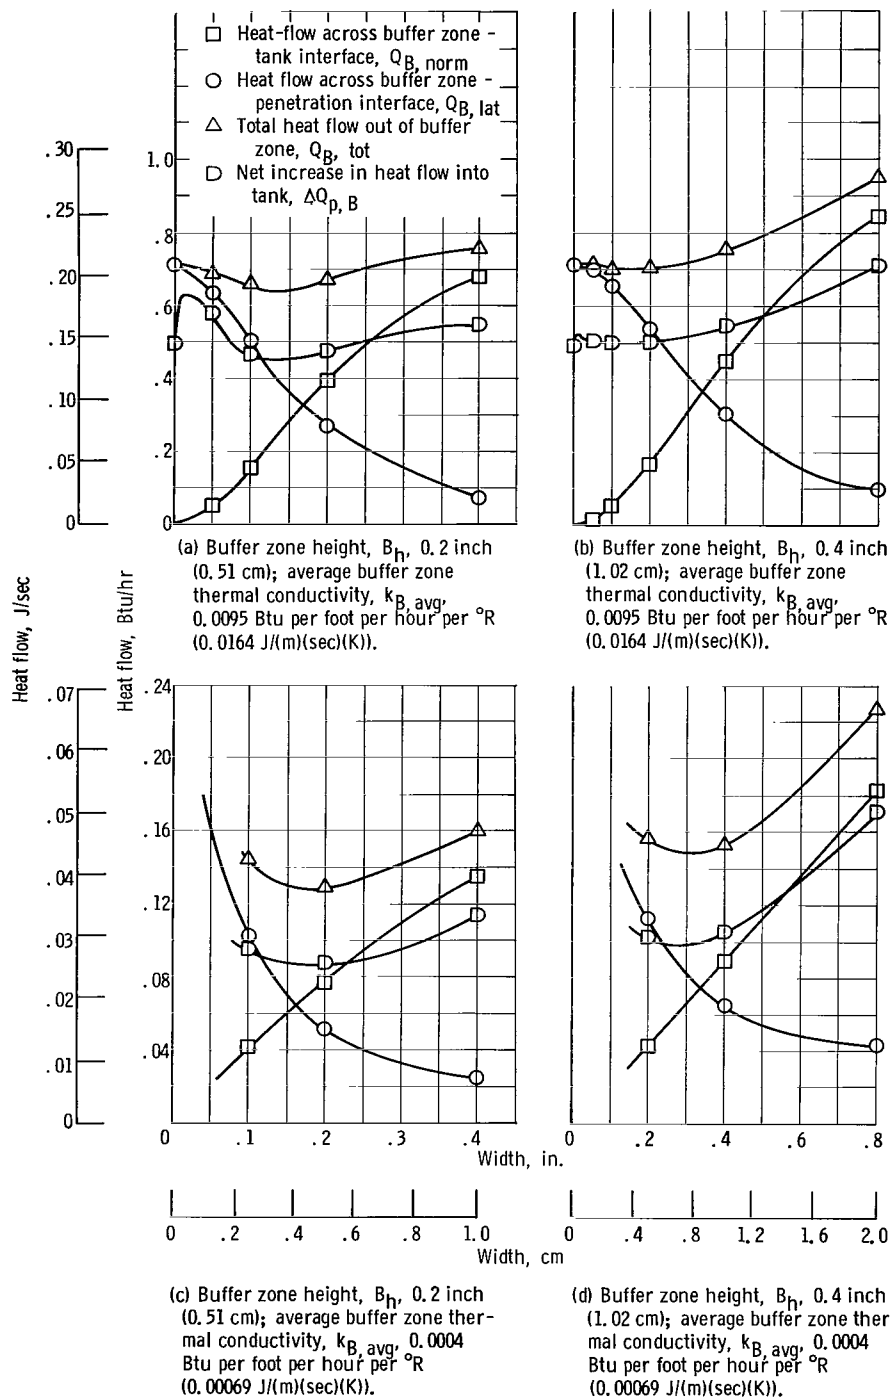 Heat-flow across buffer zone -
tank interface, Q_B, norm
Heat flow across buffer zone -
penetration interface, Q_B, lat
Total heat flow out of buffer
zone, Q_B, tot
Net increase in heat flow into
tank, ΔQ_p, B
.30
.25
.20
.15
.10
.05
0
1.0
.8
.6
.4
.2
0
(a) Buffer zone height, B_h, 0.2 inch
(0.51 cm); average buffer zone
thermal conductivity, k_B, avg,
0.0095 Btu per foot per hour per °R
(0.0164 J/(m)(sec)(K)).
(b) Buffer zone height, B_h, 0.4 inch
(1.02 cm); average buffer zone
thermal conductivity, k_B, avg,
0.0095 Btu per foot per hour per °R
(0.0164 J/(m)(sec)(K)).
Heat flow, J/sec
Heat flow, Btu/hr
.07
.06
.05
.04
.03
.02
.01
0
.24
.20
.16
.12
.08
.04
0 .1 .2 .3 .4
0 .2 .4 .6 .8
Width, in.
0 .2 .4 .6 .8 1.0
0 .4 .8 1.2 1.6 2.0
Width, cm
(c) Buffer zone height, B_h, 0.2 inch
(0.51 cm); average buffer zone ther-
mal conductivity, k_B, avg, 0.0004
Btu per foot per hour per °R
(0.00069 J/(m)(sec)(K)).
(d) Buffer zone height, B_h, 0.4 inch
(1.02 cm); average buffer zone ther
mal conductivity, k_B, avg, 0.0004
Btu per foot per hour per °R
(0.00069 J/(m)(sec)(K)).